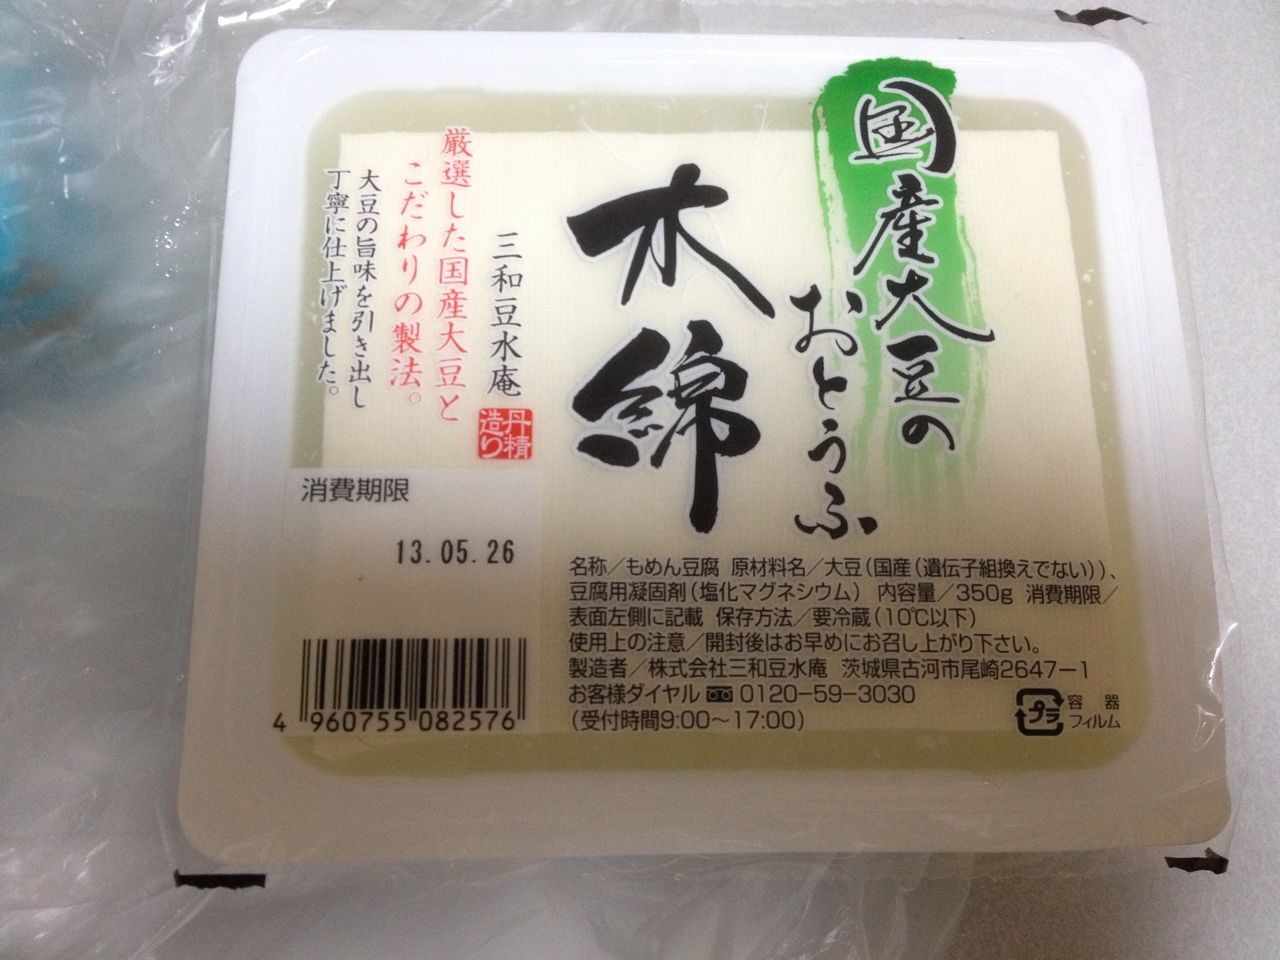 国産大豆の
おとうふ
木綿
三和豆水庵
丹精
造り
厳選した国産大豆と
こだわりの製法。
大豆の旨味を引き出し
丁寧に仕上げました。
消費期限
13.05.26
名称/もめん豆腐 原材料名/大豆(国産(遺伝子組換えでない))、
豆腐用凝固剤(塩化マグネシウム) 内容量/350g 消費期限/
表面左側に記載 保存方法/要冷蔵(10℃以下)
使用上の注意/開封後はお早めにお召し上がり下さい。
製造者/株式会社三和豆水庵 茨城県古河市尾崎2647-1
お客様ダイヤル 0120-59-3030
(受付時間9:00~17:00)
プラ
容器
フィルム
4 960755 082576